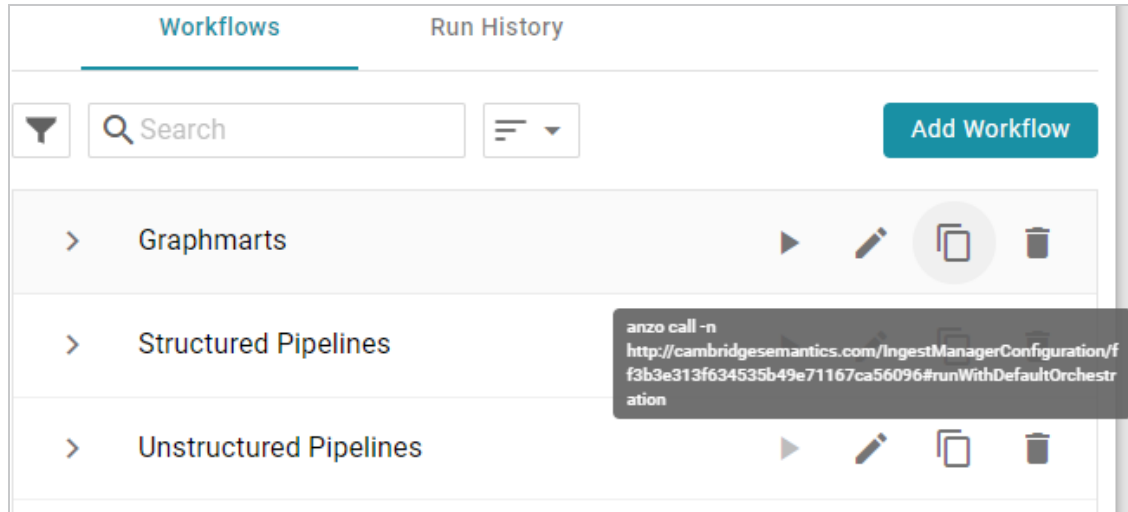 Workflows Run History
Search Add Workflow
Graphmarts
anzo call -n
http://cambridgesemantics.com/IngestManagerConfiguration/f
f3b3e313f634535b49e71167ca56096#runWithDefaultOrchestr
ation
Structured Pipelines
Unstructured Pipelines